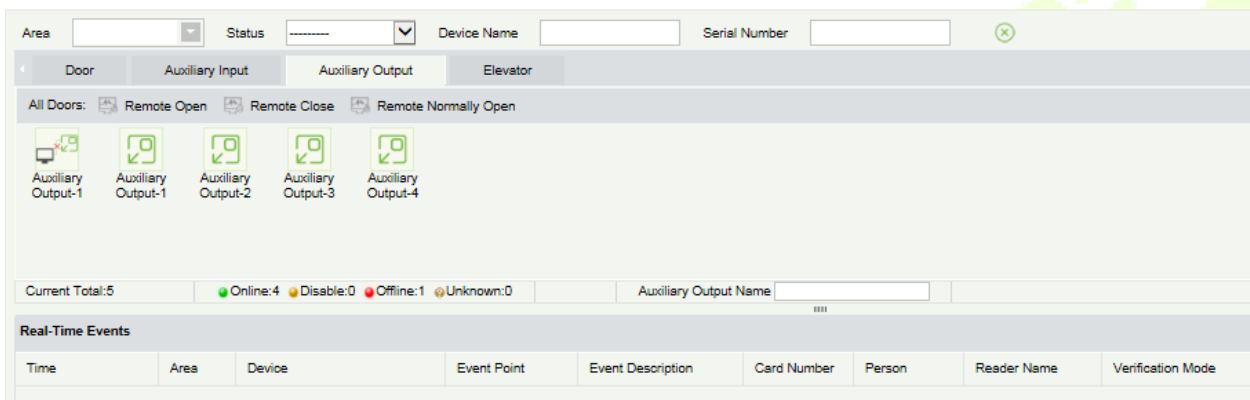 Area Status --------- Device Name Serial Number
Door Auxiliary Input Auxiliary Output Elevator
All Doors: Remote Open Remote Close Remote Normally Open
Auxiliary Auxiliary Auxiliary Auxiliary Auxiliary
Output-1 Output-1 Output-2 Output-3 Output-4
Current Total:5 Online:4 Disable:0 Offline:1 Unknown:0 Auxiliary Output Name
Real-Time Events
Time Area Device Event Point Event Description Card Number Person Reader Name Verification Mode